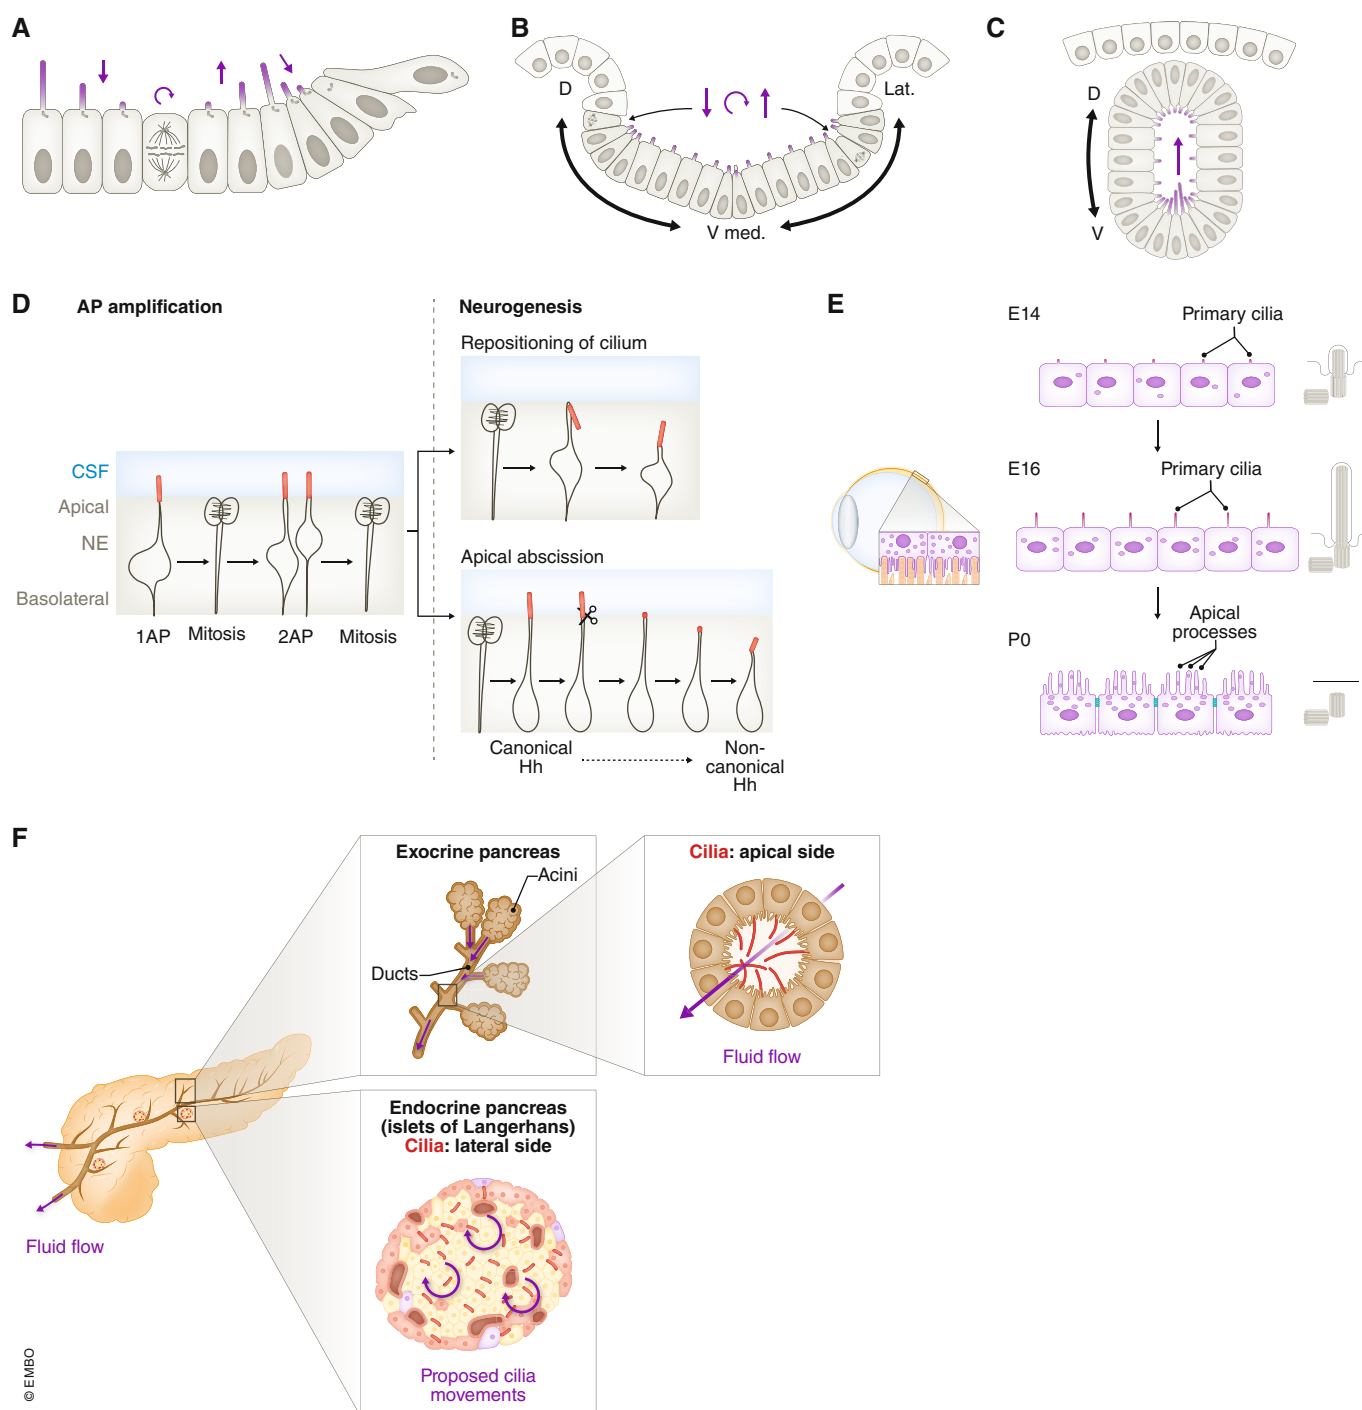 A
B
D
Lat.
V med.
C
D
V
D
AP amplification
Neurogenesis
Repositioning of cilium
CSF
Apical
NE
Basolateral
1AP
Mitosis
2AP
Mitosis
Apical abscission
Canonical
Hh
Non-
canonical
Hh
E
E14
Primary cilia
E16
Primary cilia
P0
Apical
processes
F
Exocrine pancreas
Acini
Ducts
Cilia: apical side
Fluid flow
Endocrine pancreas
(islets of Langerhans)
Cilia: lateral side
Proposed cilia
movements
Fluid flow
© EMBO